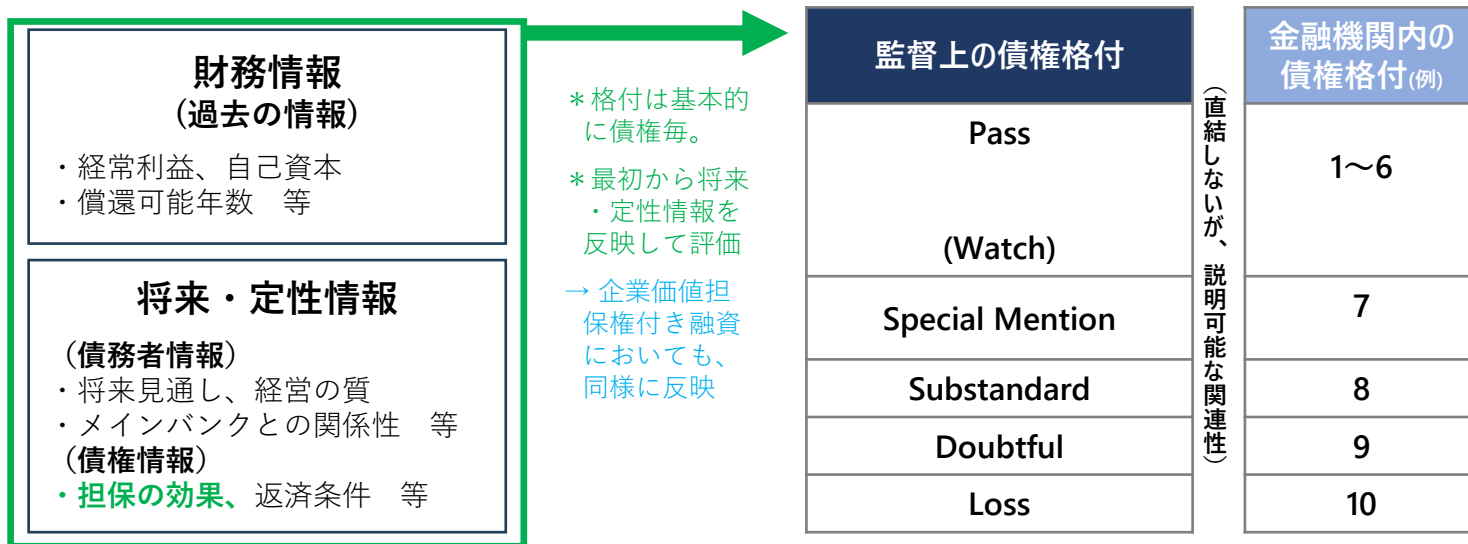 財務情報
(過去の情報)
・経常利益、自己資本
・償還可能年数　等
将来・定性情報
（債務者情報）
・将来見通し、経営の質
・メインバンクとの関係性　等
（債権情報）
・担保の効果、返済条件　等
＊格付は基本的
に債権毎。
＊最初から将来
・定性情報を
反映して評価
→ 企業価値担
保権付き融資
においても、
同様に反映
監督上の債権格付
Pass
(Watch)
Special Mention
Substandard
Doubtful
Loss
（直結しないが、説明可能な関連性）
金融機関内の
債権格付(例)
1～6
7
8
9
10